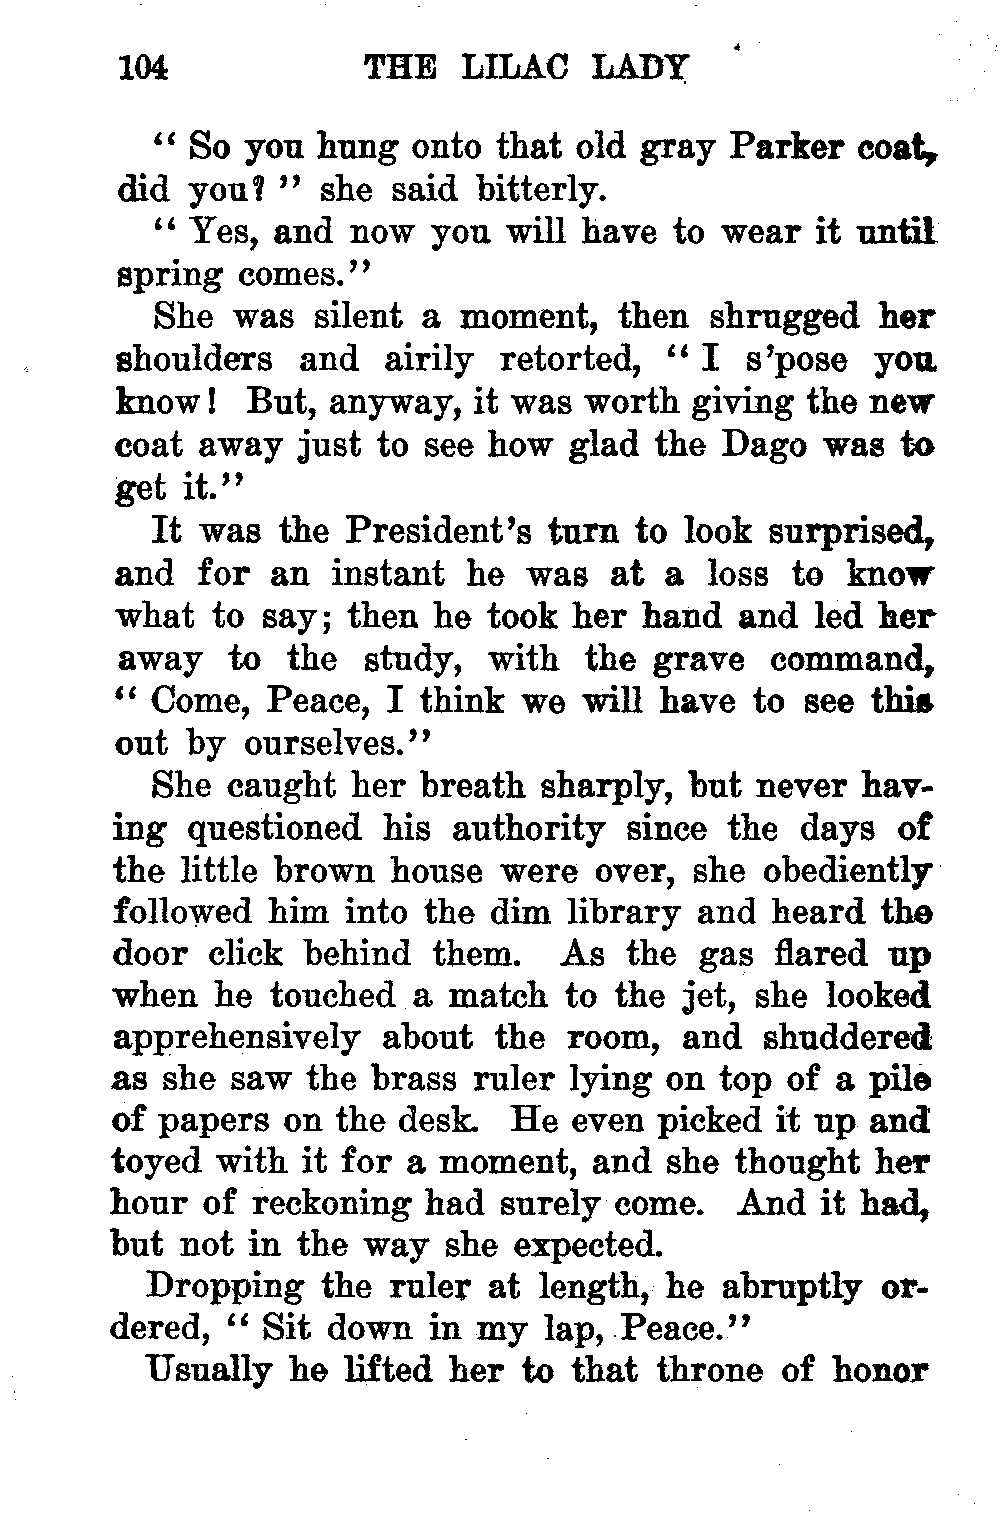 104 THE LILAC LADY
“ So you hung onto that old gray Parker coat,
did you? ” she said bitterly.
“ Yes, and now you will have to wear it until
spring comes.”
She was silent a moment, then shrugged her
shoulders and airily retorted, “ I s’pose you
know! But, anyway, it was worth giving the new
coat away just to see how glad the Dago was to
get it.”
It was the President’s turn to look surprised,
and for an instant he was at a loss to know
what to say; then he took her hand and led her
away to the study, with the grave command,
“ Come, Peace, I think we will have to see this
out by ourselves.”
She caught her breath sharply, but never hav-
ing questioned his authority since the days of
the little brown house were over, she obediently
followed him into the dim library and heard the
door click behind them. As the gas flared up
when he touched a match to the jet, she looked
apprehensively about the room, and shuddered
as she saw the brass ruler lying on top of a pile
of papers on the desk. He even picked it up and
toyed with it for a moment, and she thought her
hour of reckoning had surely come. And it had,
but not in the way she expected.
Dropping the ruler at length, he abruptly or-
dered, “ Sit down in my lap, Peace.”
Usually he lifted her to that throne of honor